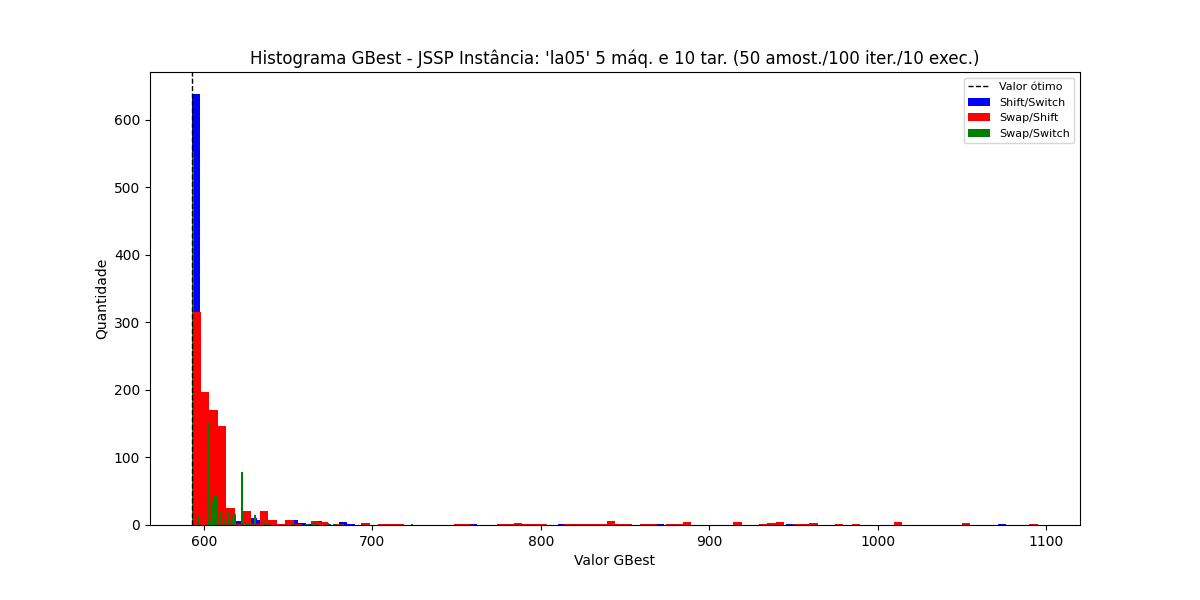 Histograma GBest - JSSP Instância: 'la05' 5 máq. e 10 tar. (50 amost./100 iter./10 exec.)
Valor ótimo
Shift/Switch
Swap/Shift
Swap/Switch
Quantidade
600
500
400
300
200
100
0
600
700
800
900
1000
1100
Valor GBest